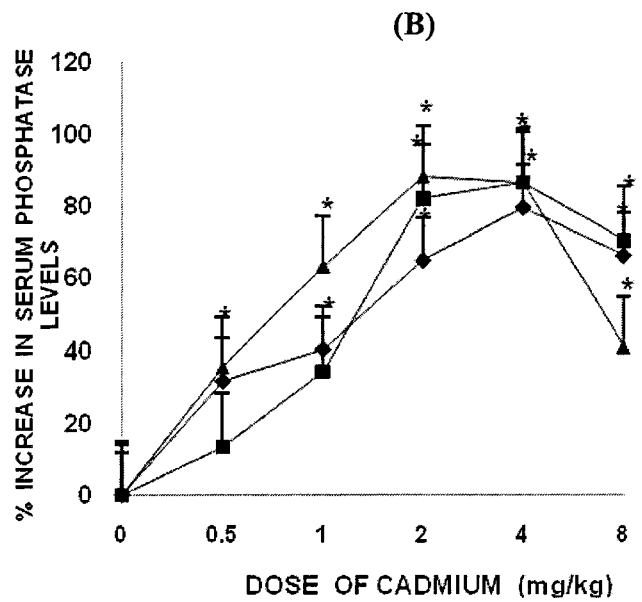 (B)
% INCREASE IN SERUM PHOSPHATASE
LEVELS
120
100
80
60
40
20
0
0 0.5 1 2 4 8
* * * * * * * * * *
DOSE OF CADMIUM (mg/kg)